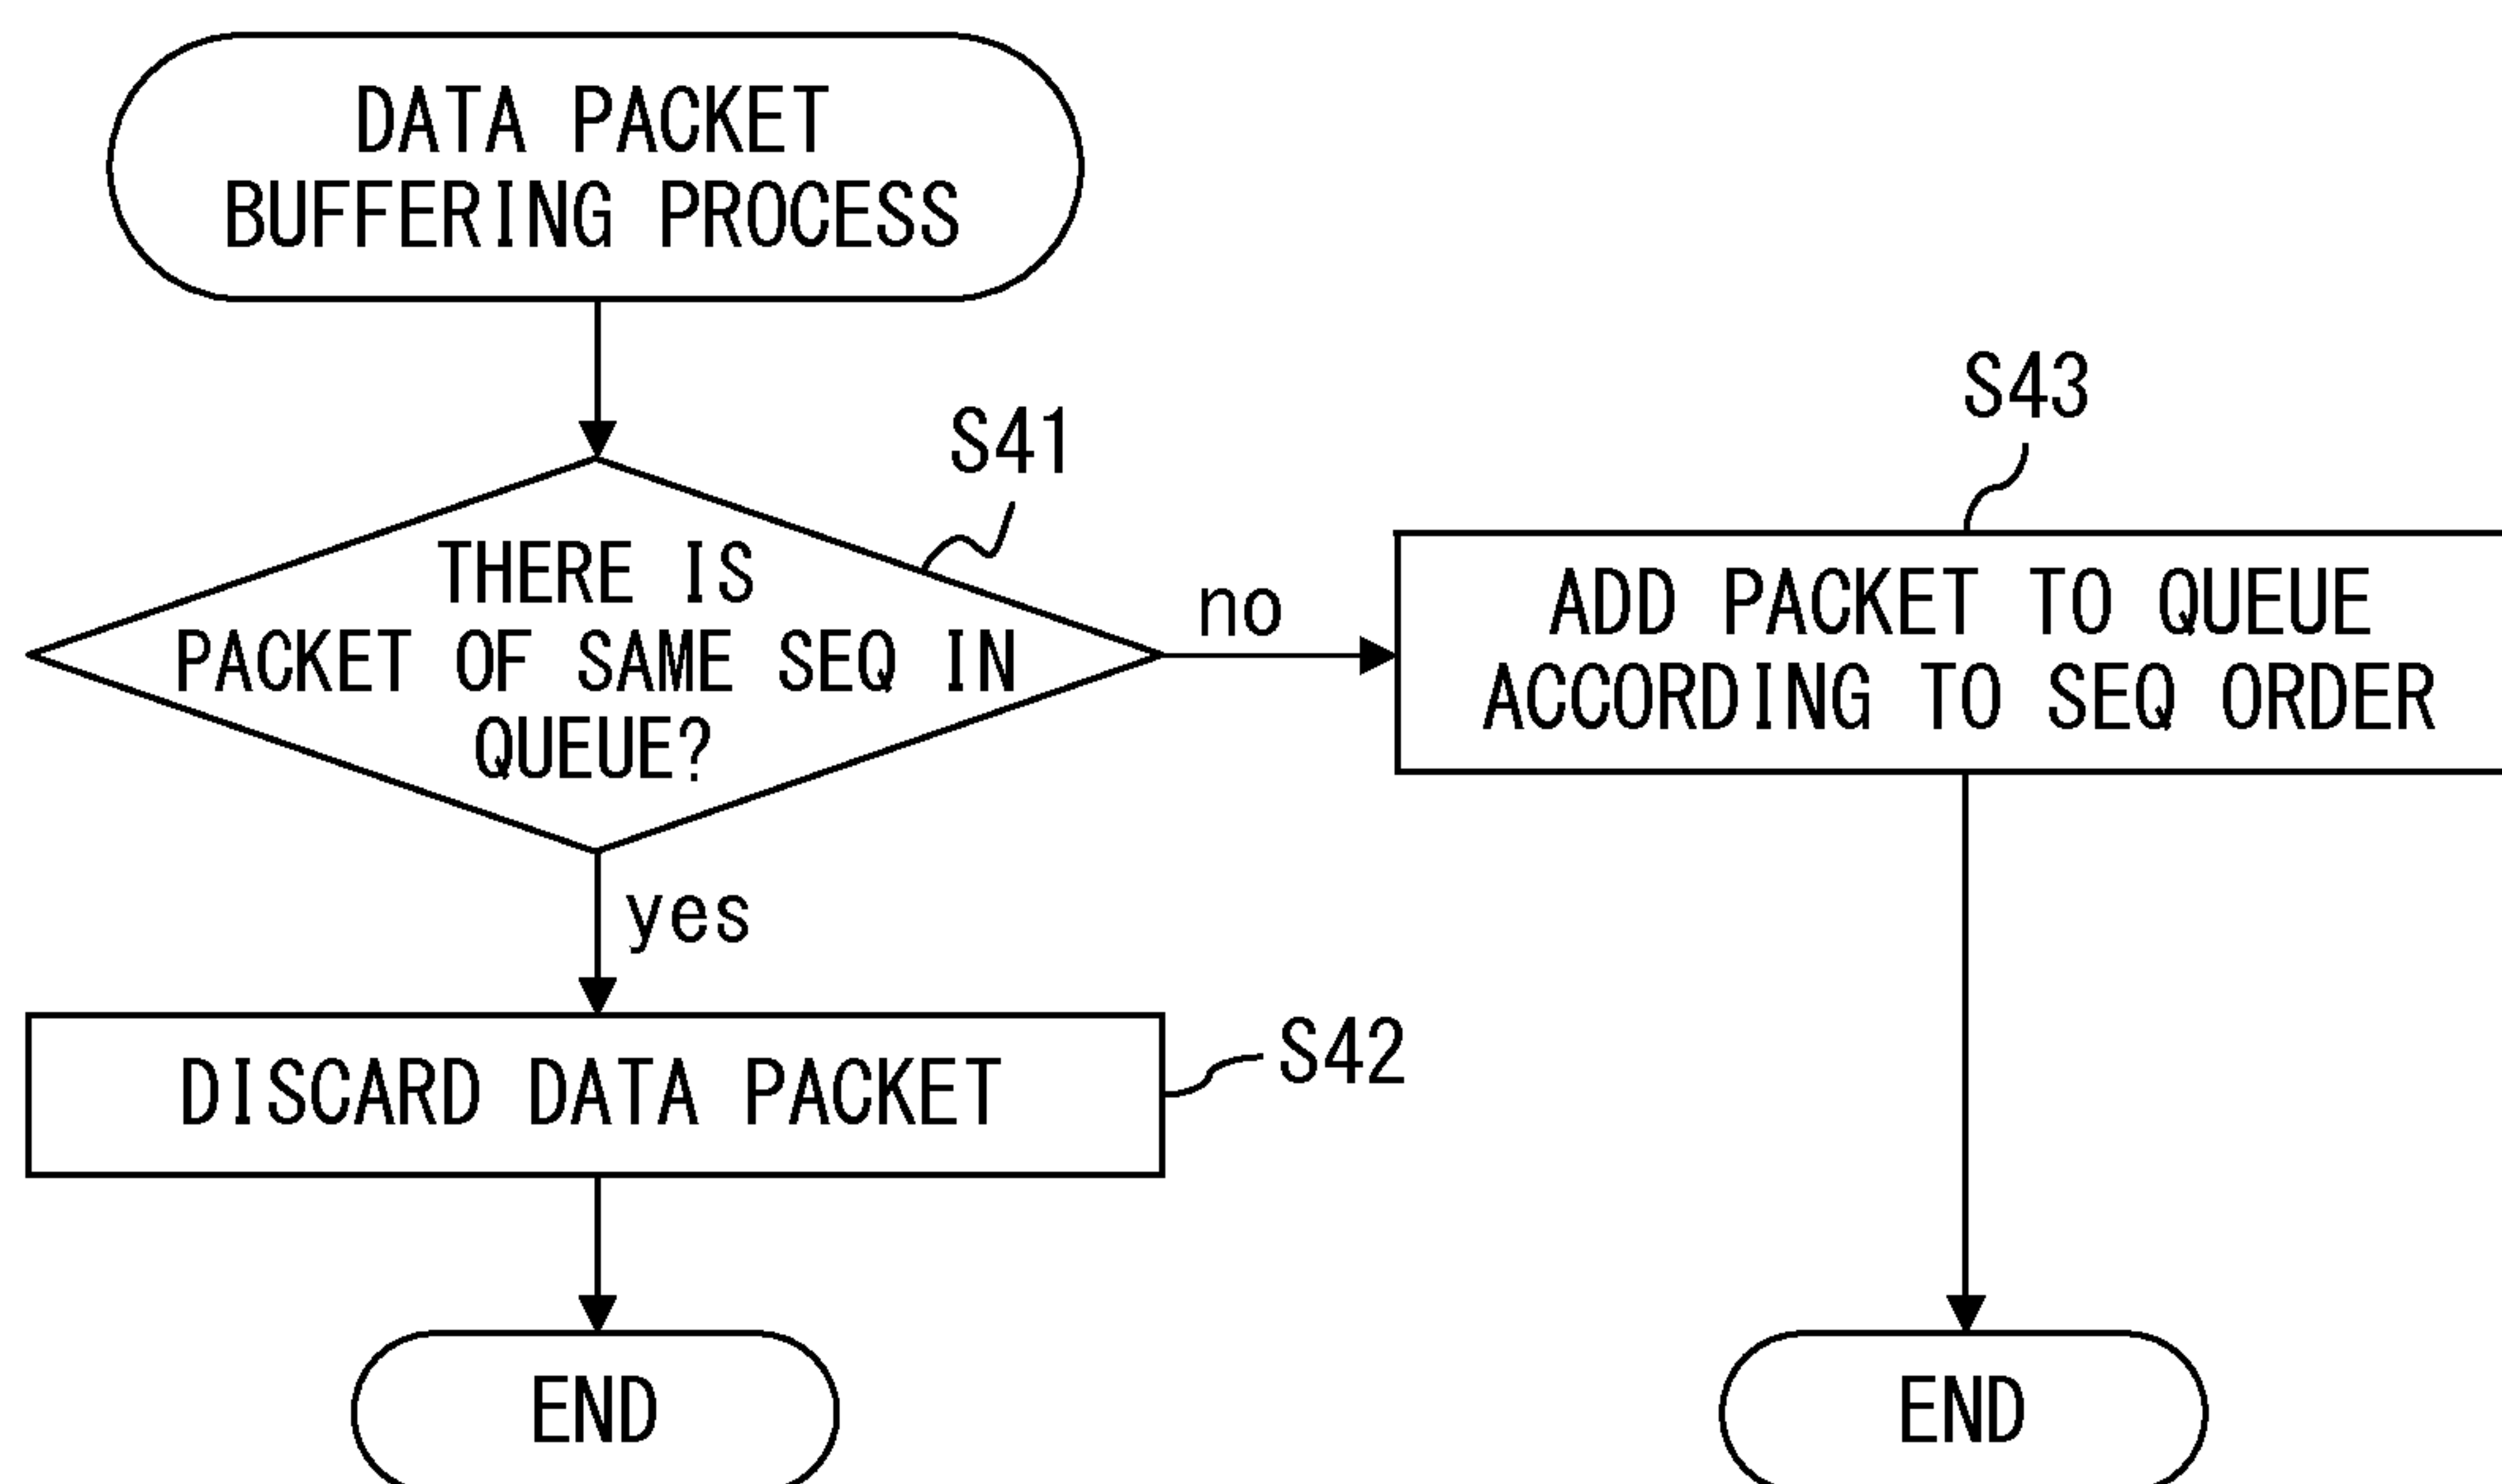 DATA PACKET
BUFFERING PROCESS
S41
THERE IS
PACKET OF SAME SEQ IN
QUEUE?
no
S43
ADD PACKET TO QUEUE
ACCORDING TO SEQ ORDER
yes
DISCARD DATA PACKET
S42
END
END